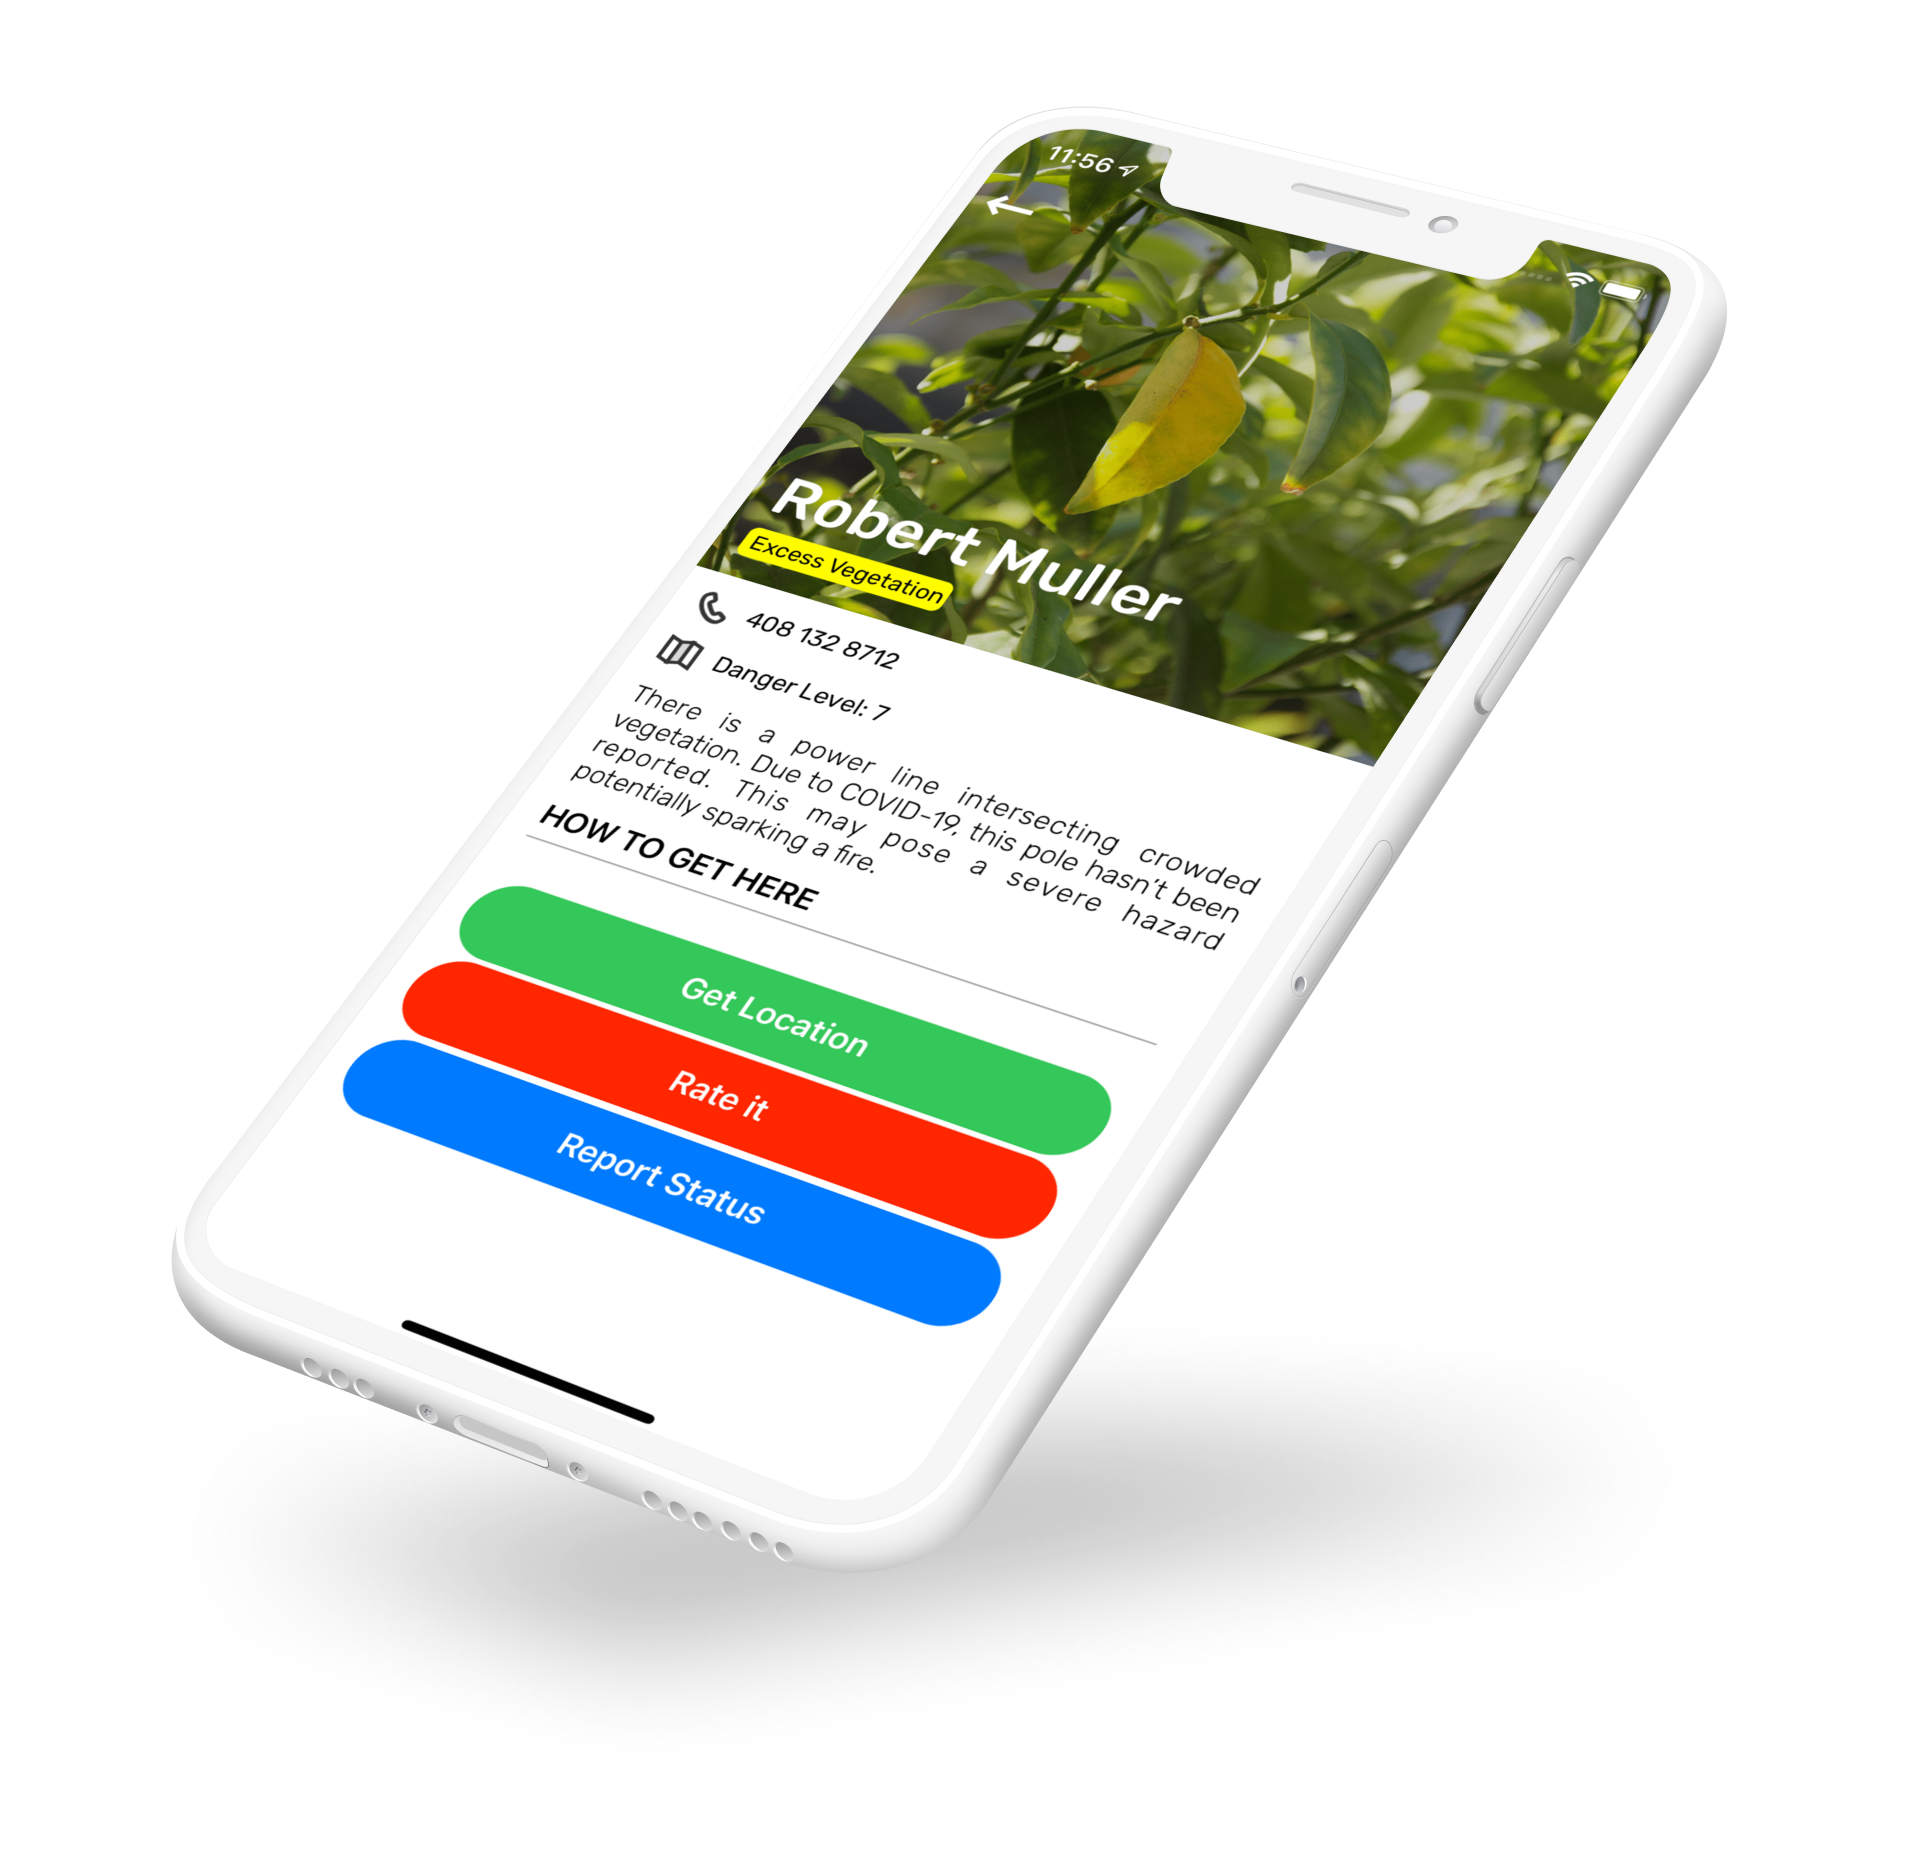 11:56
Robert Muller
Excess Vegetation
408 132 8712
Danger Level: 7
There is a power line intersecting crowded
vegetation. Due to COVID-19, this pole hasn't been
reported. This may pose a severe hazard
potentially sparking a fire.
HOW TO GET HERE
Get Location
Rate it
Report Status